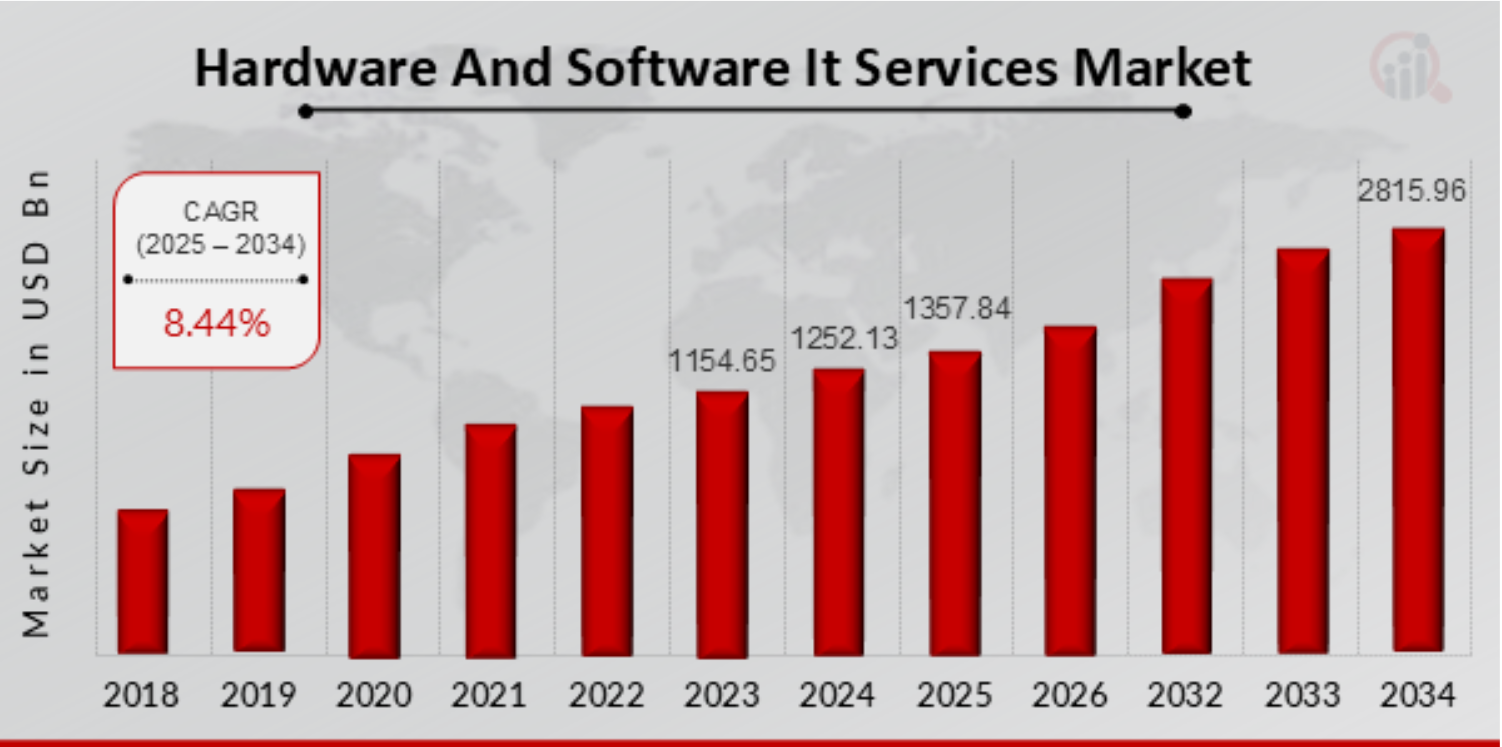 Hardware And Software It Services Market
Market Size in USD Bn
CAGR
(2025 – 2034)
8.44%
1154.65
1252.13
1357.84
2815.96
2018 2019 2020 2021 2022 2023 2024 2025 2026 2032 2033 2034